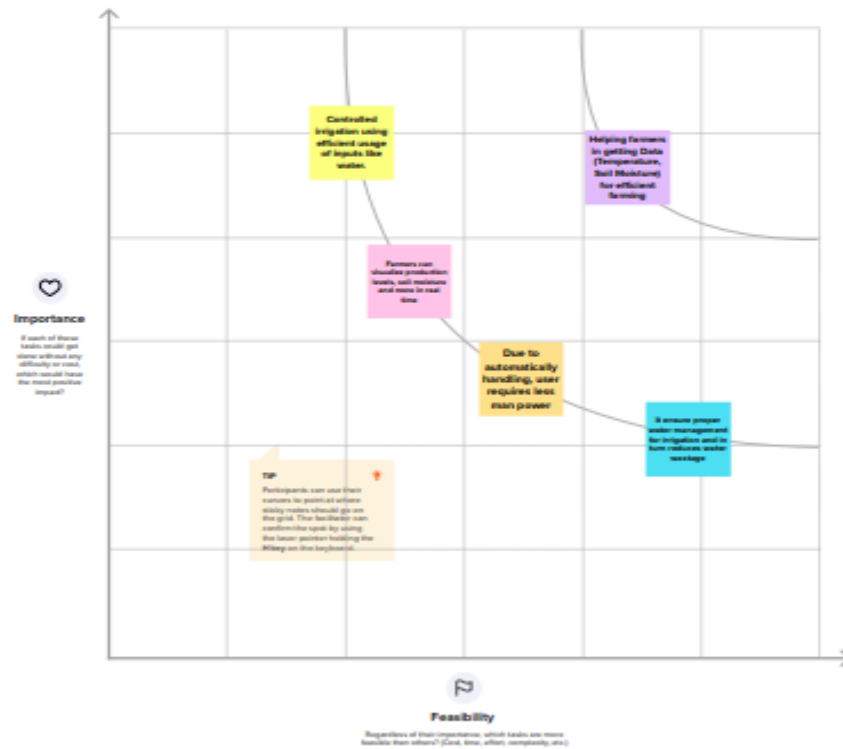 Controlled
irrigation using
efficient usage
of inputs like
water.
Helping farmers
in getting Data
(Temperature,
Soil Moisture)
for efficient
farming
Farmers can
visualize production
levels, soil moisture
and more in real
time
Importance
If each of these
tasks could get
done without any
difficulty or cost,
which would have
the most positive
impact?
Due to
automatically
handling, user
requires less
man power
It ensure proper
water management
for irrigation and in
turn reduces water
wastage
TIP
Participants can use their
cursors to point at where
sticky notes should go on
the grid. The facilitator can
confirm the spot by using
the laser pointer holding the
H key on the keyboard.
Feasibility
Regardless of their importance, which tasks are more
feasible than others? (Cost, time, effort, complexity, etc.)